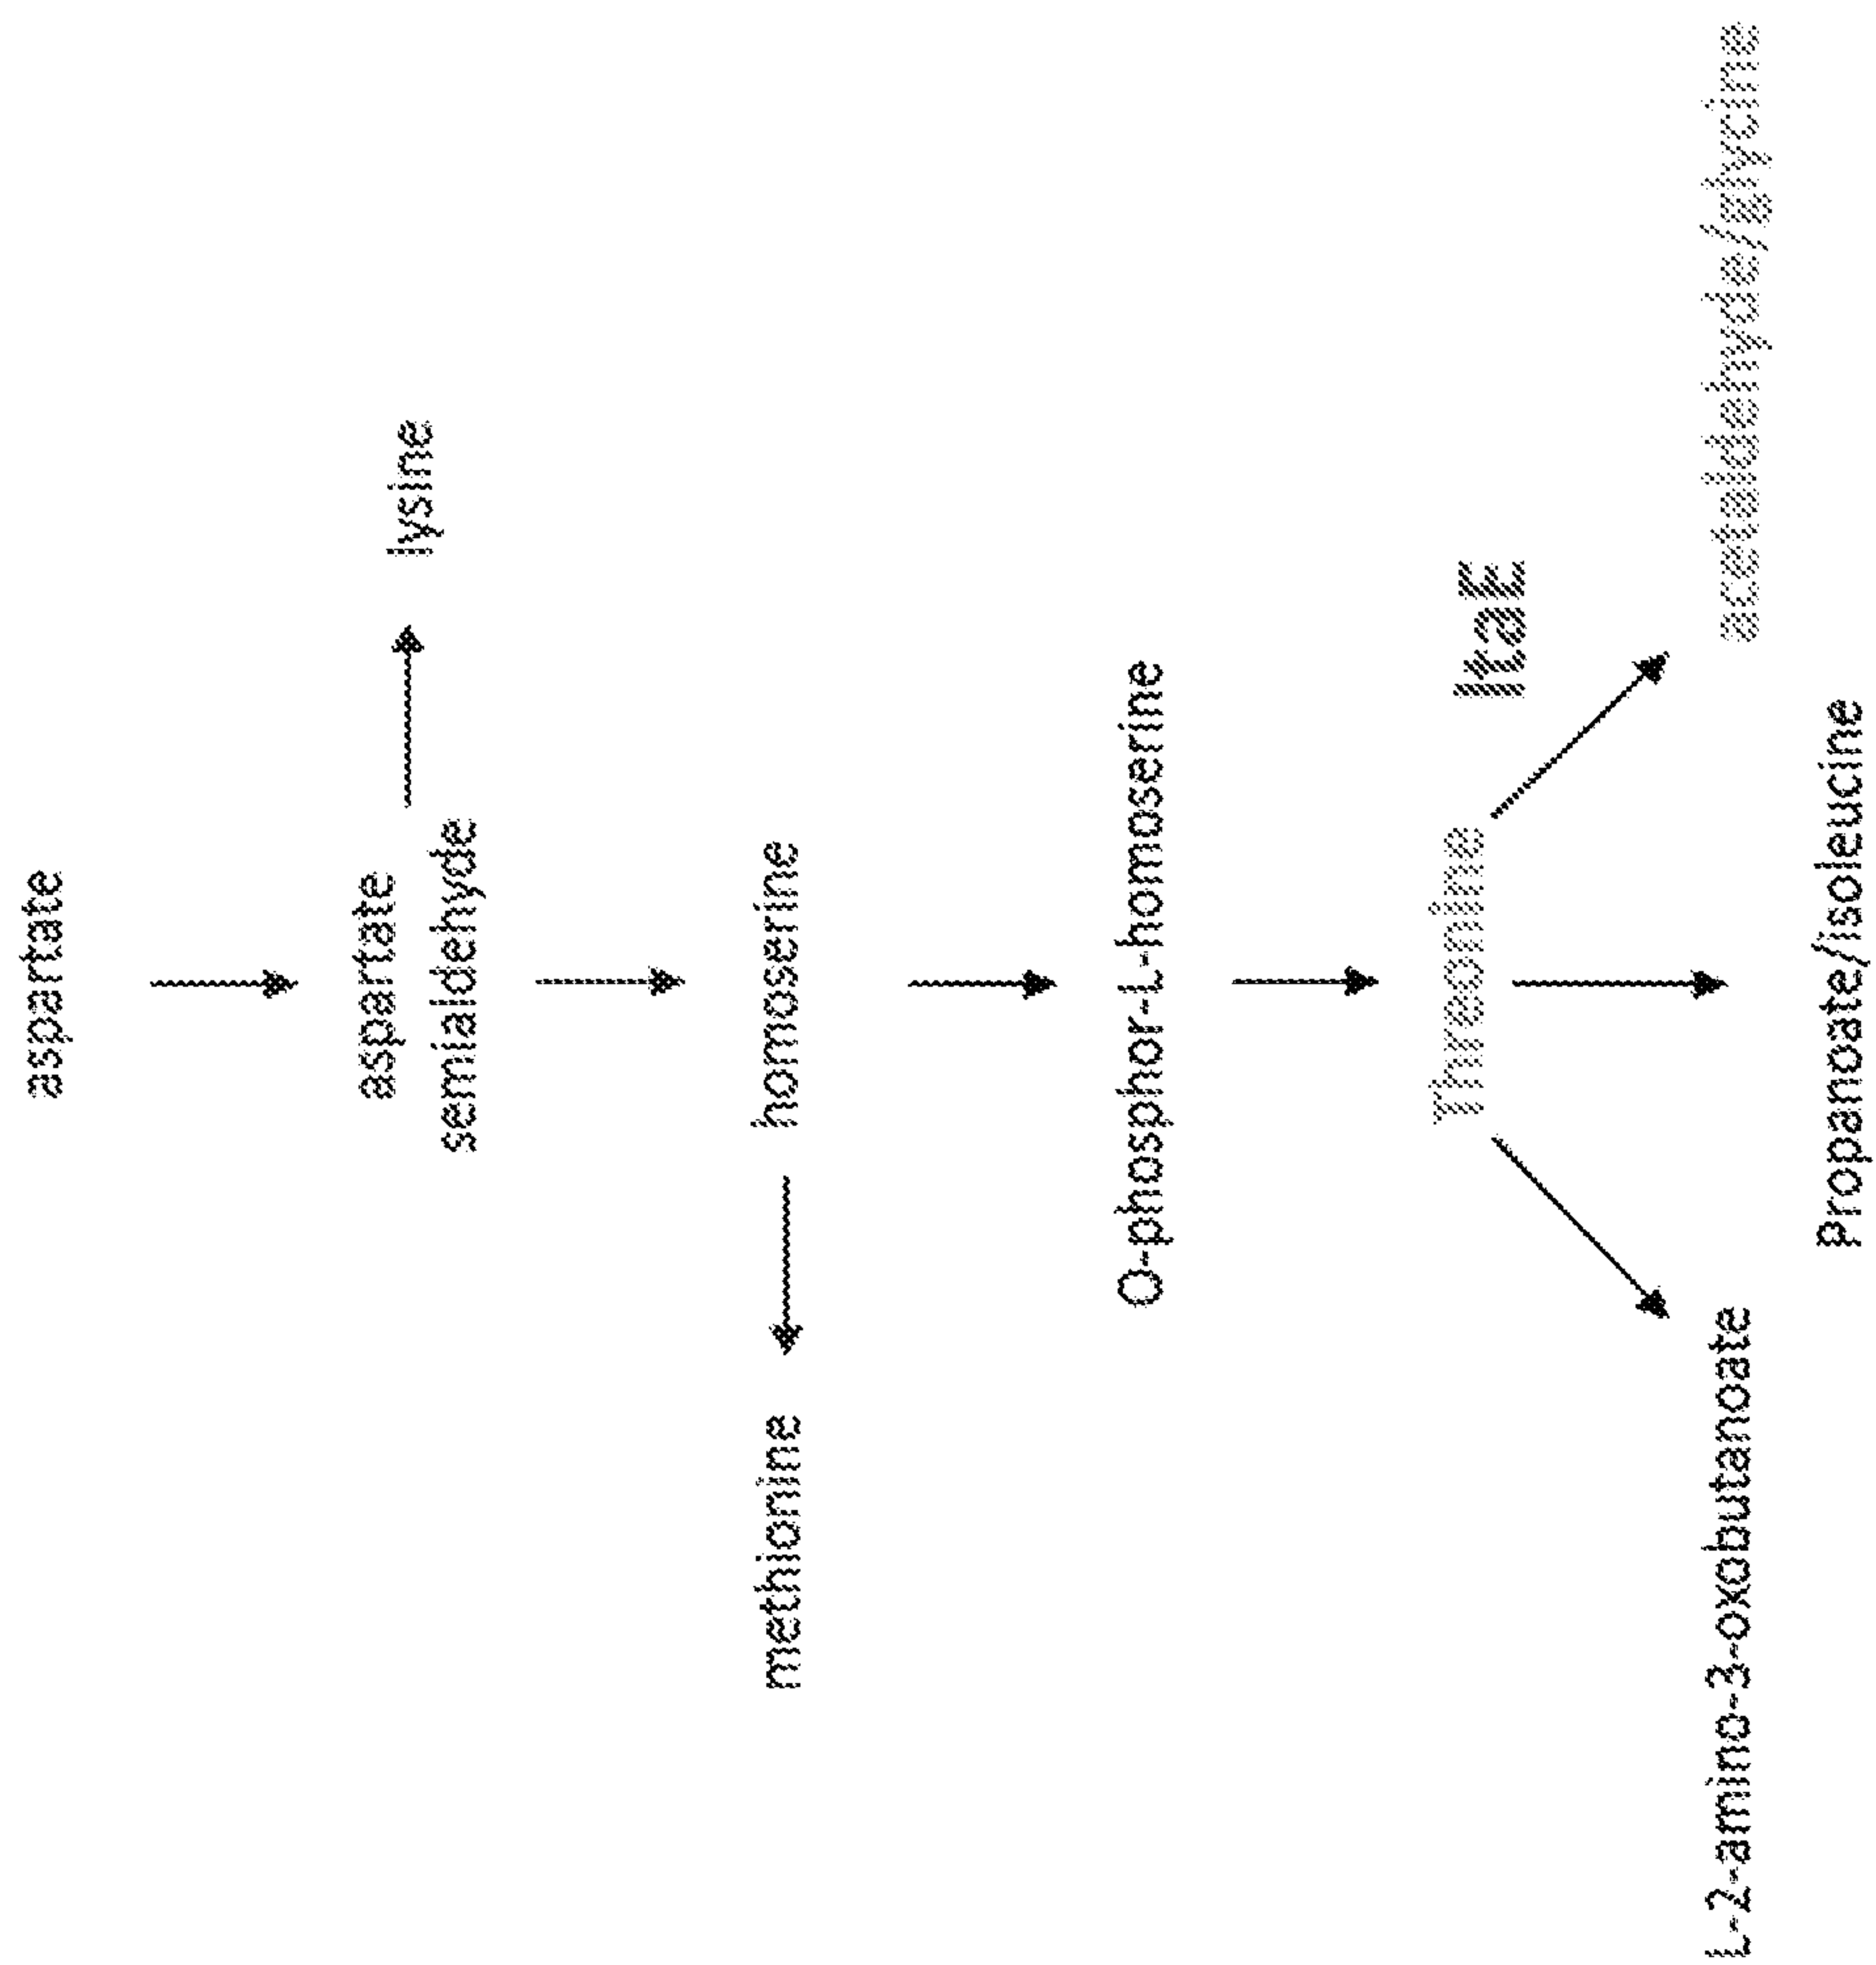 aspartate
aspartate
semialdehyde
lysine
methionine
homoserine
O-phosphor-L-homoserine
Threonine
ltaE
L-2-amino-3-oxobutanoate
acetaldehyde/glycine
Propanoate/isoleucine